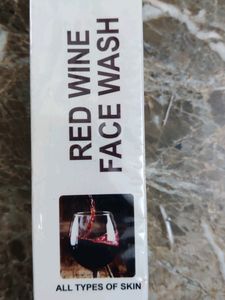 RED WINE
FACE WASH
ALL TYPES OF SKIN